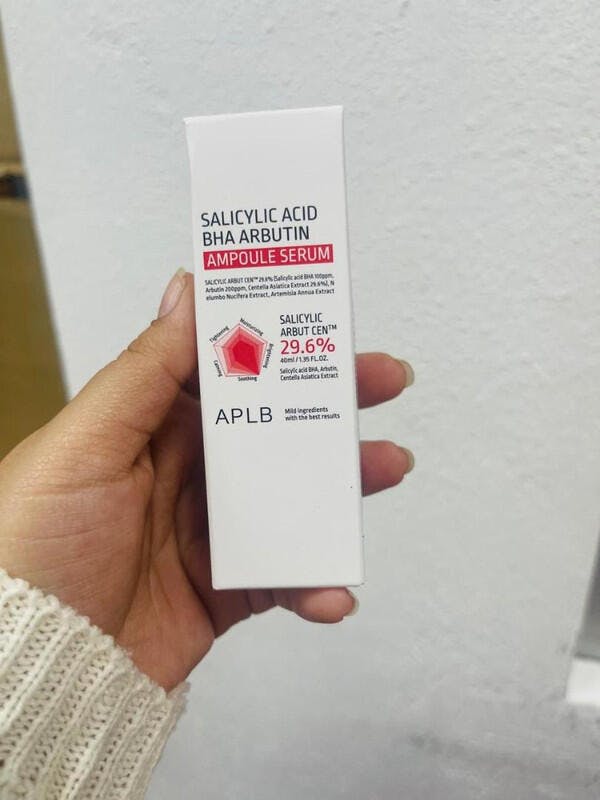 SALICYLIC ACID
BHA ARBUTIN
AMPOULE SERUM
SALICYLIC ARBUT CEN™ 29.6% (Salicylic acid BHA 100ppm,
Arbutin 200ppm, Centella Asiatica Extract 29.6%), N
elumbo Nucifera Extract, Artemisia Annua Extract
Moisturizing
Tightening
Brightening
Soothing
SALICYLIC
ARBUT CEN™
29.6%
40ml / 1.35 FL.OZ.
Salicylic acid BHA, Arbutin,
Centella Asiatica Extract
APLB
Mild ingredients
with the best results